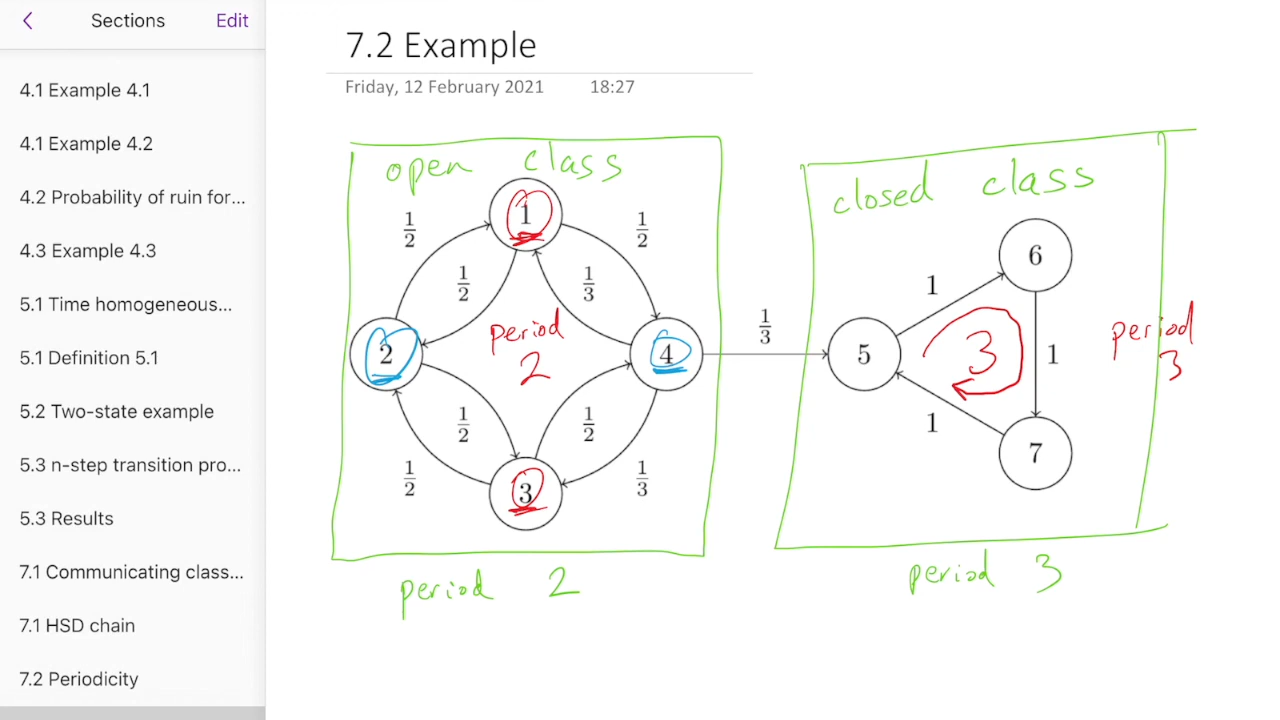 Sections
Edit
4.1 Example 4.1
4.1 Example 4.2
4.2 Probability of ruin for...
4.3 Example 4.3
5.1 Time homogeneous...
5.1 Definition 5.1
5.2 Two-state example
5.3 n-step transition pro...
5.3 Results
7.1 Communicating class...
7.1 HSD chain
7.2 Periodicity
7.2 Example
Friday, 12 February 2021 18:27
open class
1
1/2
1/2
1/2
1/3
2
period
2
4
1/2
1/2
1/2
1/3
3
period 2
1/3
closed class
6
1
5
3
1
1
7
period
3
period 3